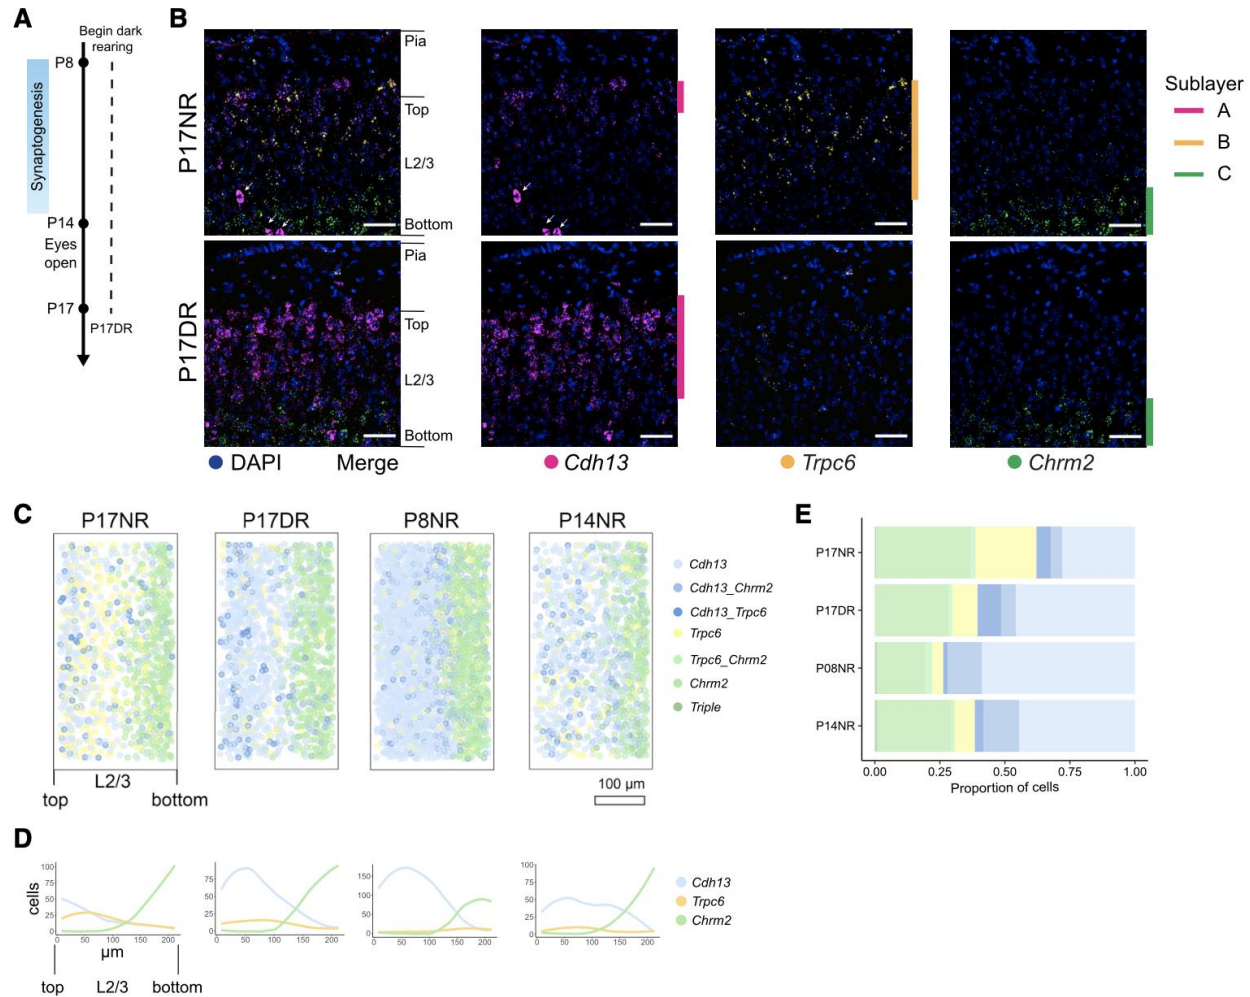 A
Begin dark
rearing
P8
Synaptogenesis
P14
Eyes
open
P17
P17DR
B
P17NR
Pia
Top
L2/3
Bottom
P17DR
Pia
Top
L2/3
Bottom
DAPI
Merge
Cdh13
Trpc6
Chrm2
Sublayer
A
B
C
C
P17NR
P17DR
P8NR
P14NR
L2/3
top
bottom
100 µm
Cdh13
Cdh13_Chrm2
Cdh13_Trpc6
Trpc6
Trpc6_Chrm2
Chrm2
Triple
E
P17NR
P17DR
P08NR
P14NR
0.00 0.25 0.50 0.75 1.00
Proportion of cells
D
cells
100
75
50
25
0
0 50 100 150 200
µm
top
L2/3
bottom
75
50
25
0
0 50 100 150 200
150
100
50
0
0 50 100 150 200
100
75
50
25
0
0 50 100 150 200
Cdh13
Trpc6
Chrm2